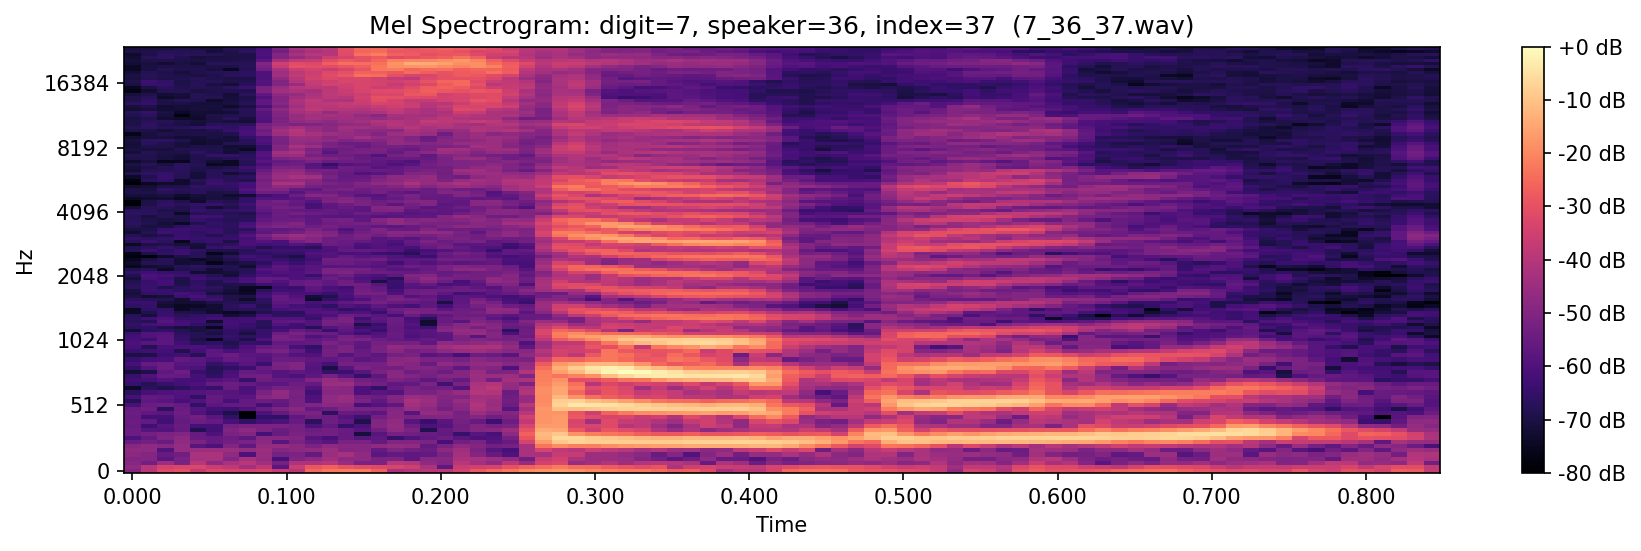 Mel Spectrogram: digit=7, speaker=36, index=37  (7_36_37.wav)
Hz
16384
8192
4096
2048
1024
512
0
0.000 0.100 0.200 0.300 0.400 0.500 0.600 0.700 0.800
Time
+0 dB
-10 dB
-20 dB
-30 dB
-40 dB
-50 dB
-60 dB
-70 dB
-80 dB